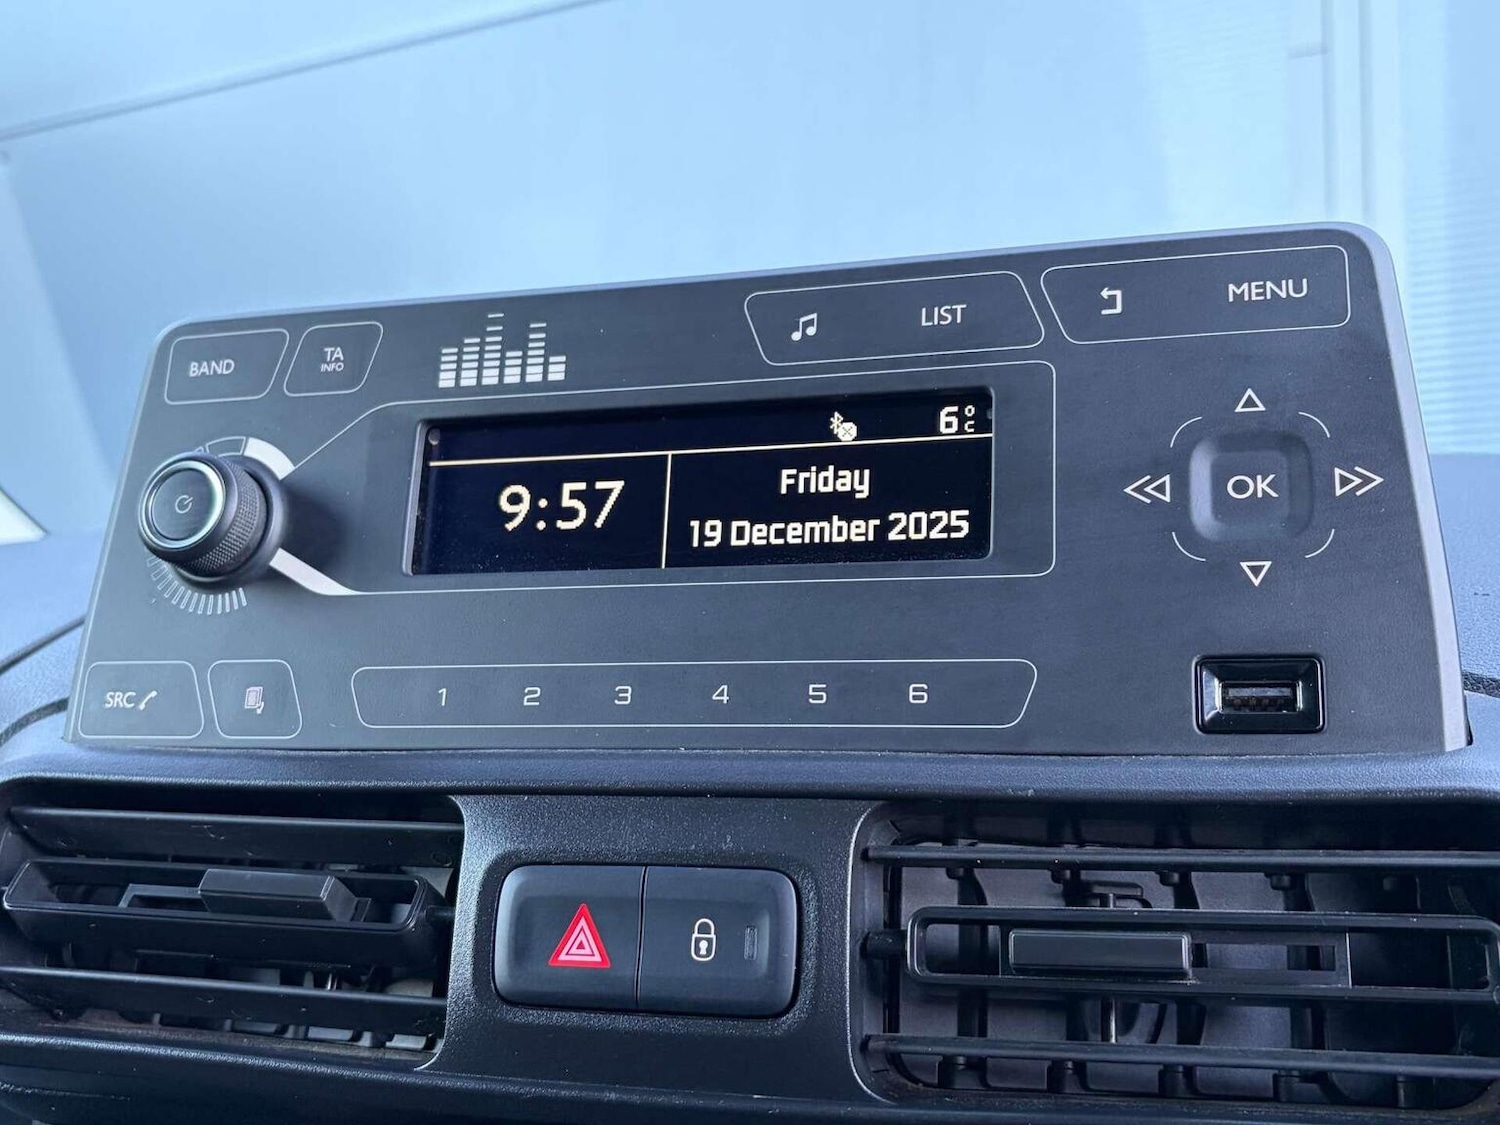 BAND
TA
INFO
LIST
MENU
6°C
9:57
Friday
19 December 2025
OK
SRC
1 2 3 4 5 6